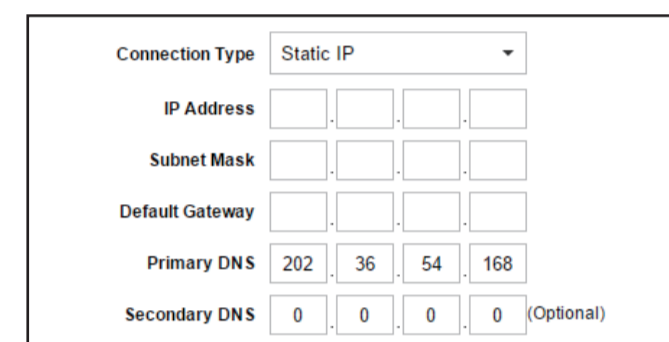 Connection Type Static IP
IP Address . . .
Subnet Mask . . .
Default Gateway . . .
Primary DNS 202 . 36 . 54 . 168
Secondary DNS 0 . 0 . 0 . 0 (Optional)